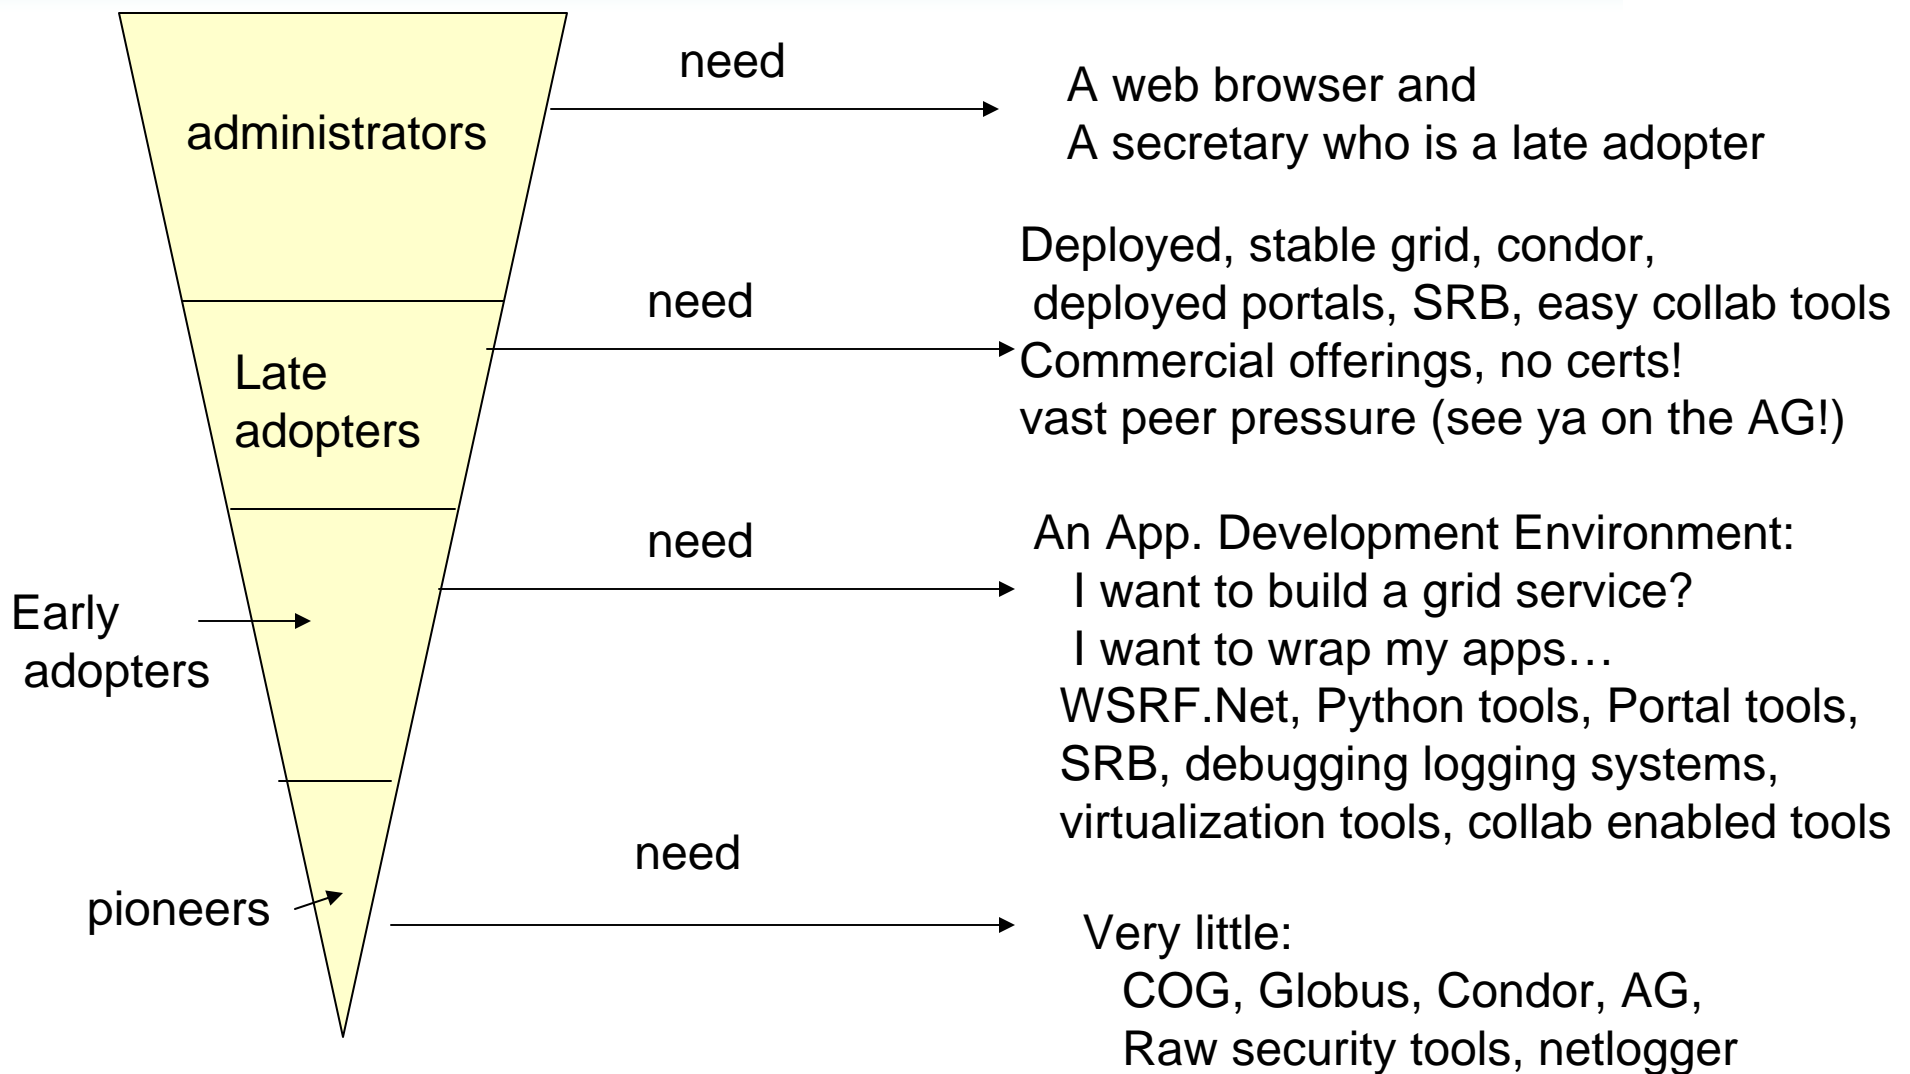 administrators
need
A web browser and
A secretary who is a late adopter
Late
adopters
need
Deployed, stable grid, condor,
deployed portals, SRB, easy collab tools
Commercial offerings, no certs!
vast peer pressure (see ya on the AG!)
Early
adopters
need
An App. Development Environment:
I want to build a grid service?
I want to wrap my apps…
WSRF.Net, Python tools, Portal tools,
SRB, debugging logging systems,
virtualization tools, collab enabled tools
pioneers
need
Very little:
COG, Globus, Condor, AG,
Raw security tools, netlogger